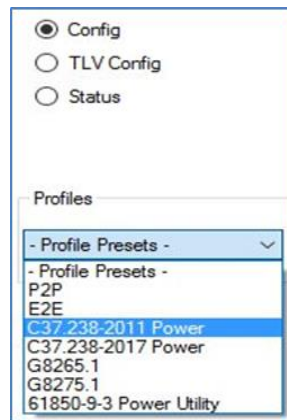 Config
TLV Config
Status
Profiles
- Profile Presets -
- Profile Presets -
P2P
E2E
C37.238-2011 Power
C37.238-2017 Power
G8265.1
G8275.1
61850-9-3 Power Utility